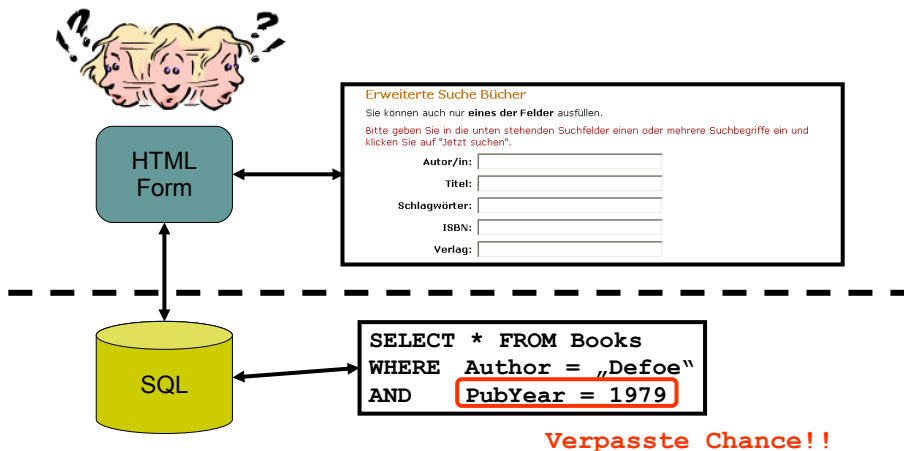 ? ! ? ?
HTML
Form
Erweiterte Suche Bücher
Sie können auch nur eines der Felder ausfüllen.
Bitte geben Sie in die unten stehenden Suchfelder einen oder mehrere Suchbegriffe ein und
klicken Sie auf "Jetzt suchen".
Autor/in:
Titel:
Schlagwörter:
ISBN:
Verlag:
SQL
SELECT * FROM Books
WHERE Author = „Defoe“
AND PubYear = 1979
Verpasste Chance!!